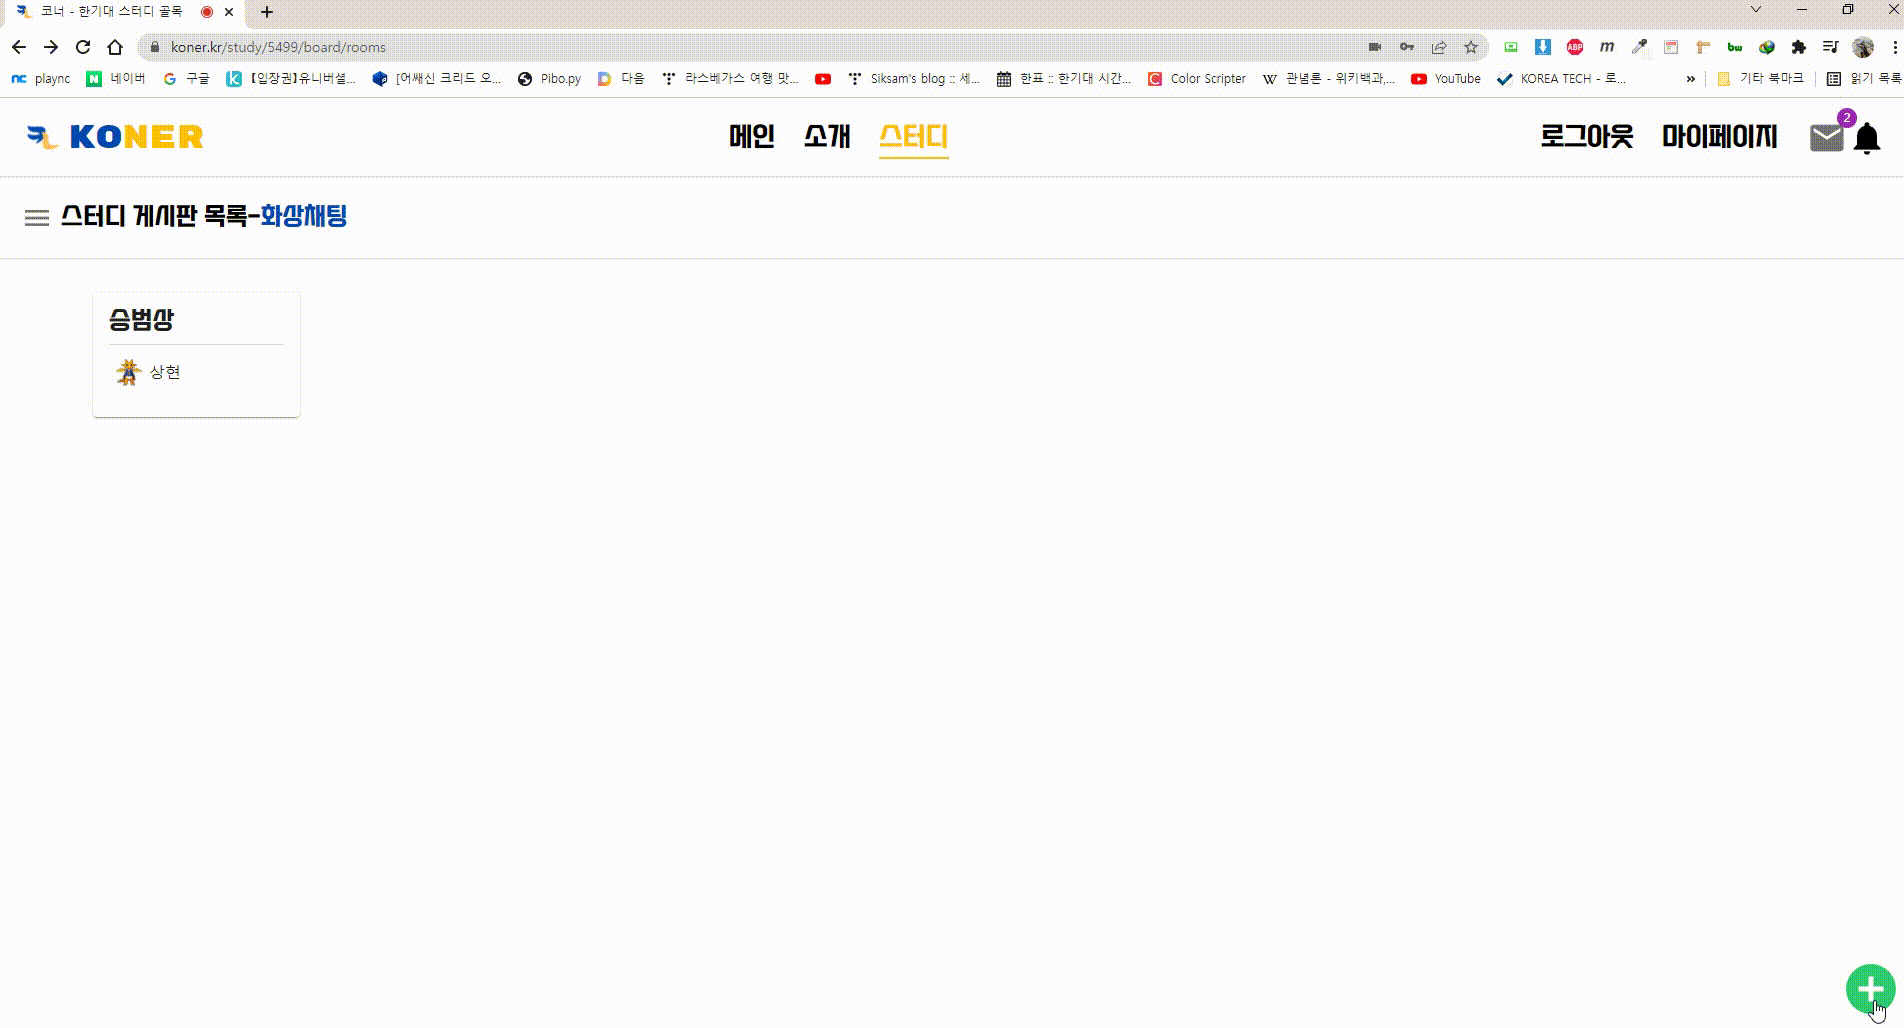 코너 - 한기대 스터디 골목
koner.kr/study/5499/board/rooms
ABP m bw
nc plaync N 네이버 G 구글 K [입장권]유니버셜... [어쌔신 크리드 오... Pibo.py D 다음 라스베가스 여행 맛... Siksam's blog :: 세... 한표 :: 한기대 시간... C Color Scripter W 관념론 - 위키백과,... YouTube KOREA TECH - 로... » 기타 북마크 읽기 목록
KONER 메인 소개 스터디 로그아웃 마이페이지 2
스터디 게시판 목록-화상채팅
승범상
상현